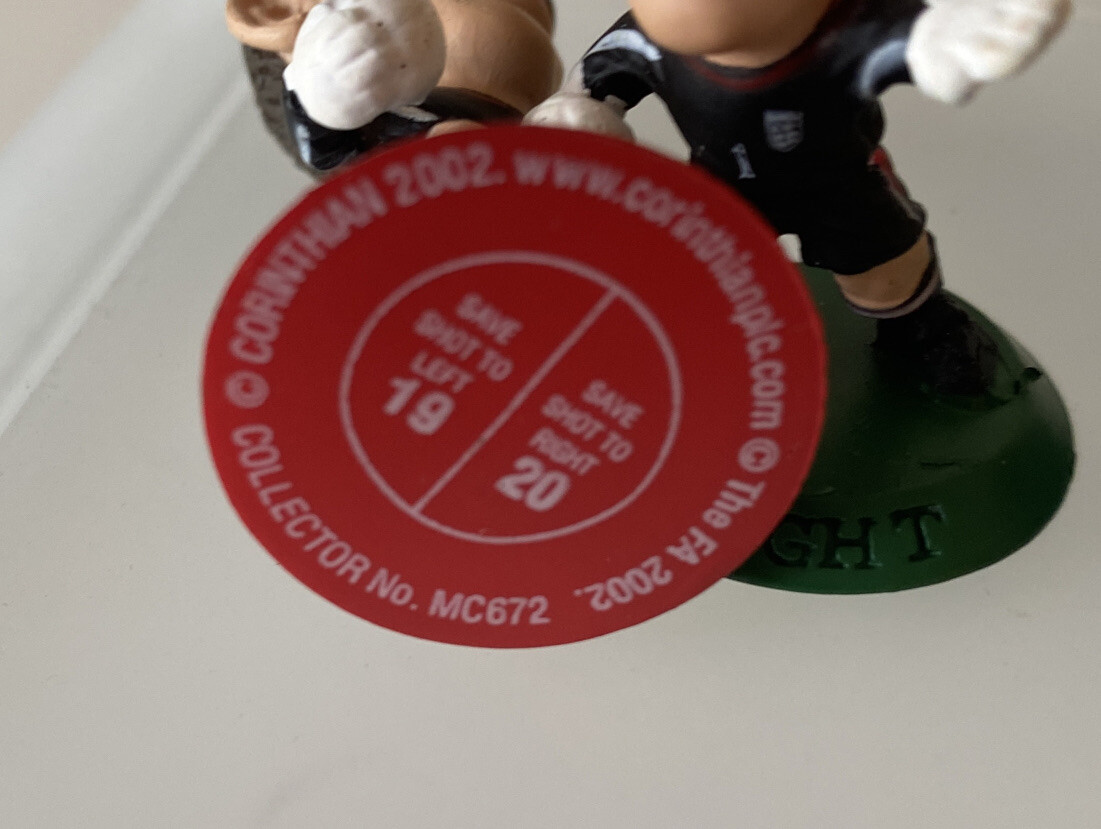 © CORINTHIAN 2002. www.corinthianplc.com © The FA 2002.
COLLECTOR No. MC672
SAVE
SHOT TO
LEFT
19
SAVE
SHOT TO
RIGHT
20
GHT